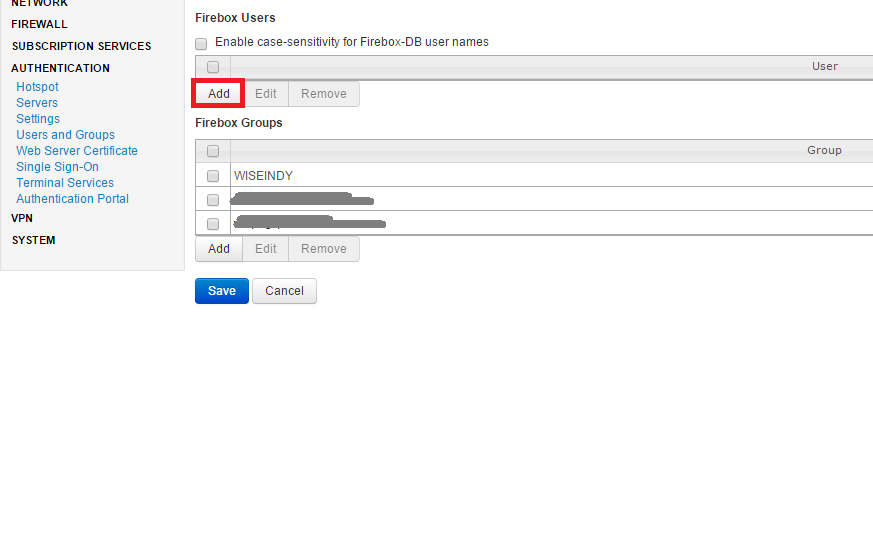 NETWORK
FIREWALL
SUBSCRIPTION SERVICES
AUTHENTICATION
Hotspot
Servers
Settings
Users and Groups
Web Server Certificate
Single Sign-On
Terminal Services
Authentication Portal
VPN
SYSTEM
Firebox Users
Enable case-sensitivity for Firebox-DB user names
User
Add Edit Remove
Firebox Groups
Group
WISEINDY
Add Edit Remove
Save Cancel